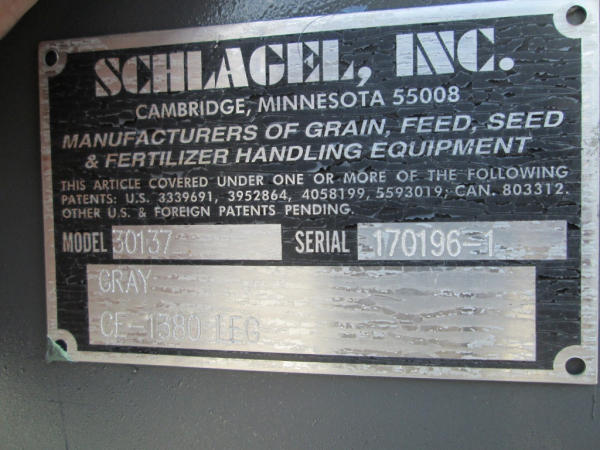 SCHLAGEL, INC.
CAMBRIDGE, MINNESOTA 55008
MANUFACTURERS OF GRAIN, FEED, SEED
& FERTILIZER HANDLING EQUIPMENT
THIS ARTICLE COVERED UNDER ONE OR MORE OF THE FOLLOWING
PATENTS: U.S. 3339691, 3952864, 4058199, 5593019; CAN. 803312.
OTHER U.S. & FOREIGN PATENTS PENDING.
MODEL 30137 SERIAL 170196-1
GRAY
CE-1380 LEG